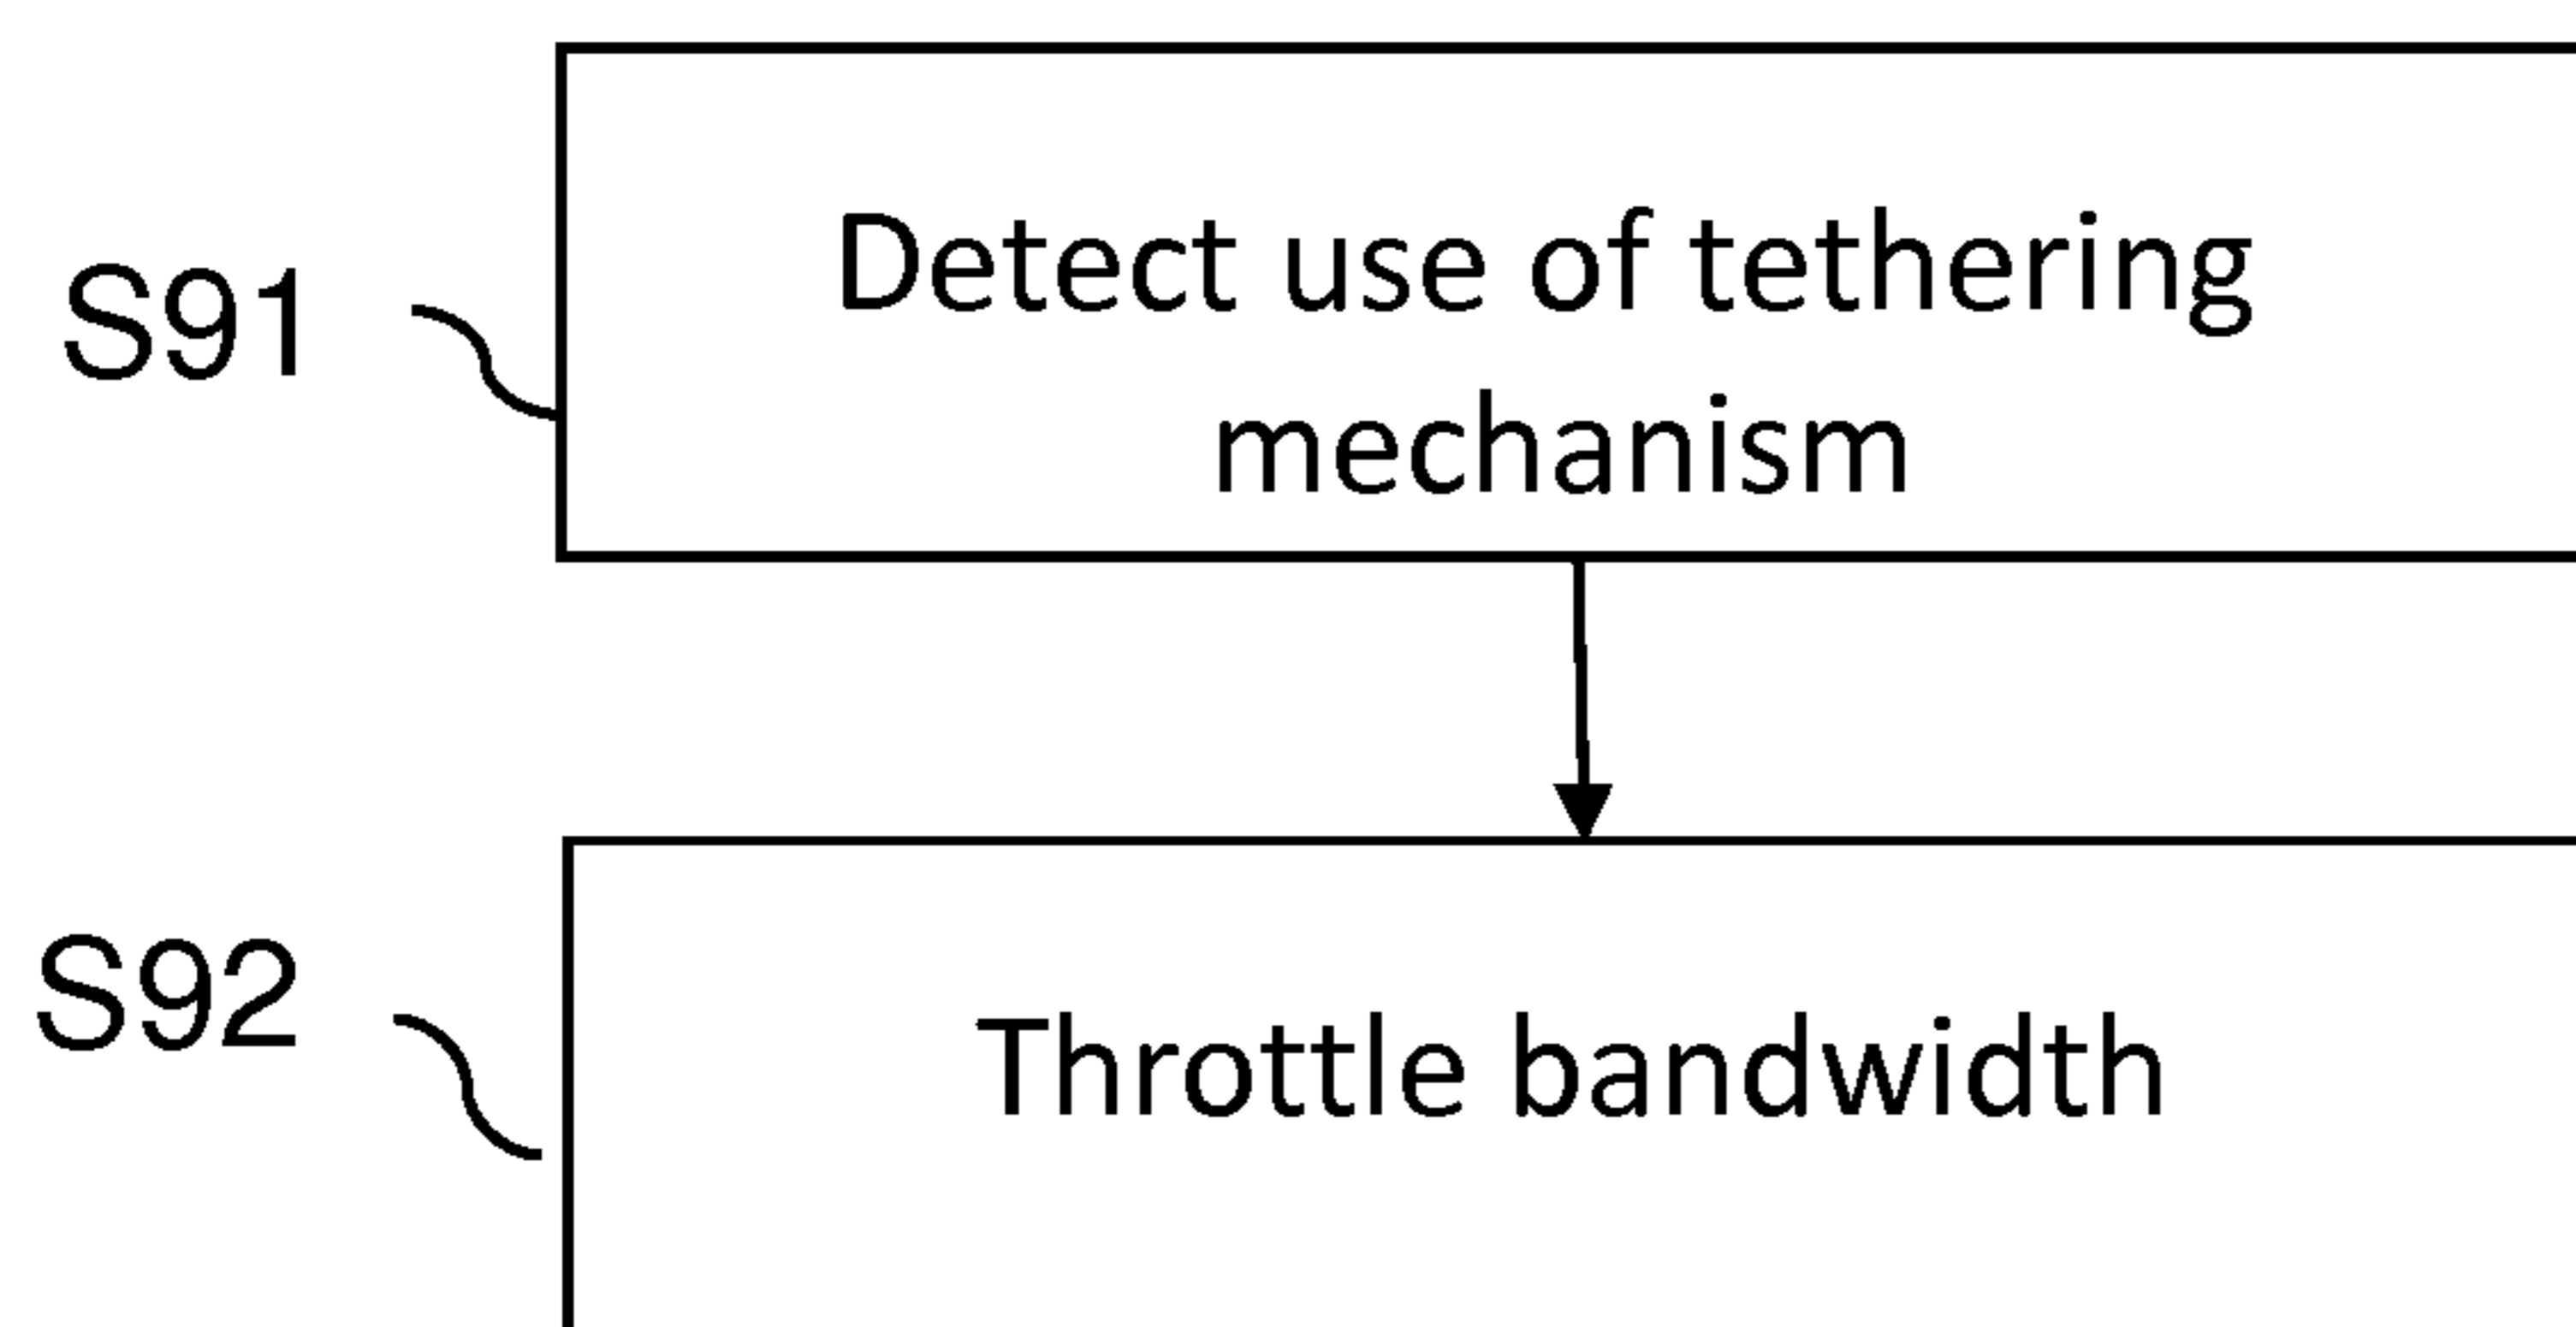 S91
Detect use of tethering
mechanism
S92
Throttle bandwidth